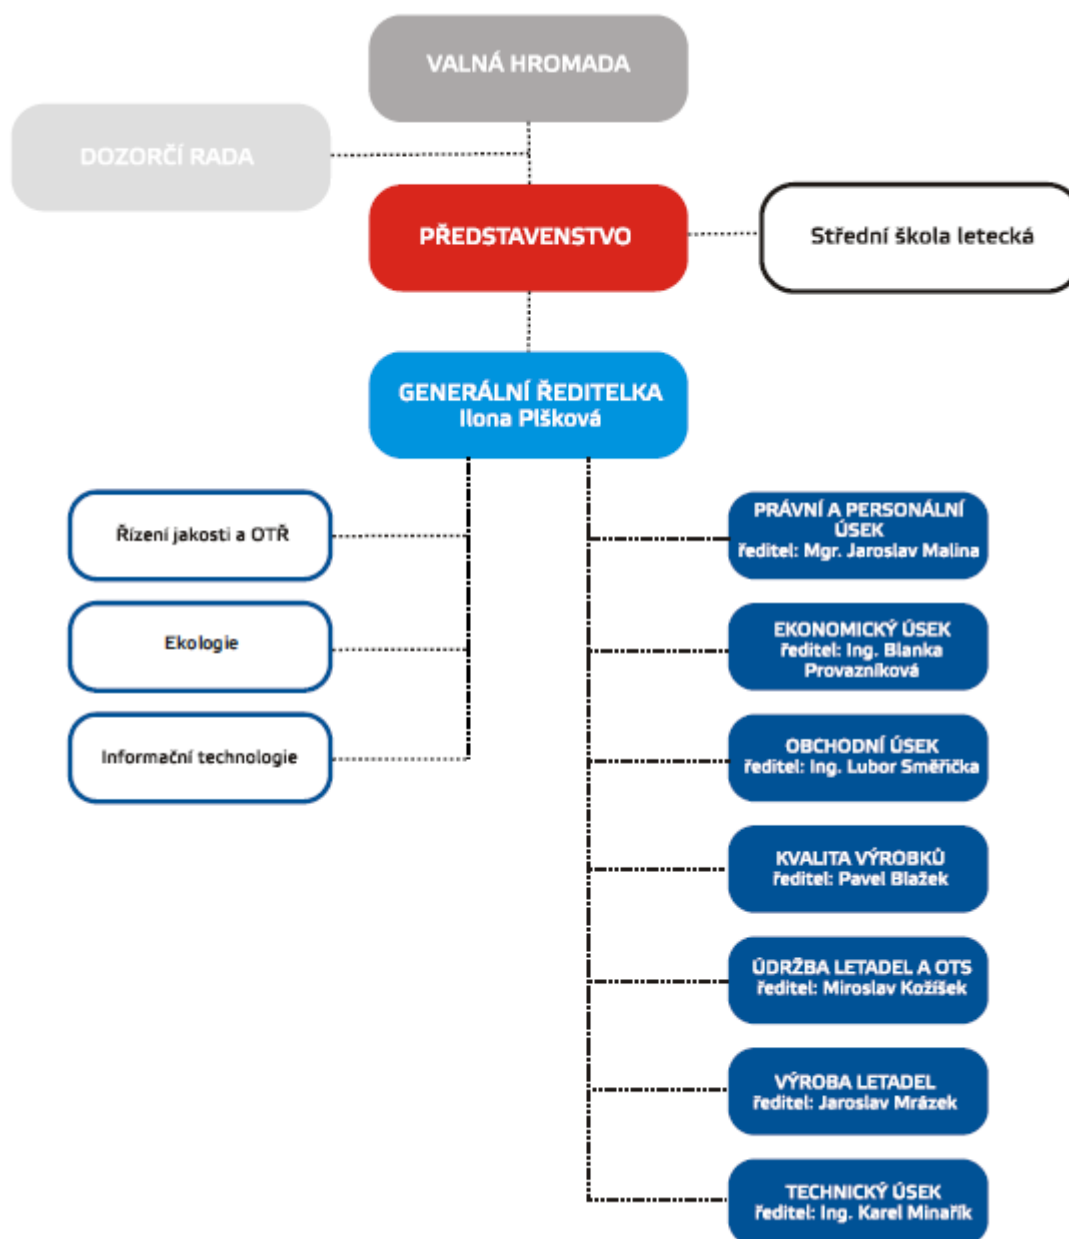 VALNÁ HROMADA
DOZORČÍ RADA
PŘEDSTAVENSTVO
Střední škola letecká
GENERÁLNÍ ŘEDITELKA
Ilona Plšková
Řízení jakosti a OTŘ
Ekologie
Informační technologie
PRÁVNÍ A PERSONÁLNÍ
ÚSEK
ředitel: Mgr. Jaroslav Malina
EKONOMICKÝ ÚSEK
ředitel: Ing. Blanka
Provazníková
OBCHODNÍ ÚSEK
ředitel: Ing. Lubor Směřička
KVALITA VÝROBKŮ
ředitel: Pavel Blažek
ÚDRŽBA LETADEL A OTS
ředitel: Miroslav Kožíšek
VÝROBA LETADEL
ředitel: Jaroslav Mrázek
TECHNICKÝ ÚSEK
ředitel: Ing. Karel Minařík